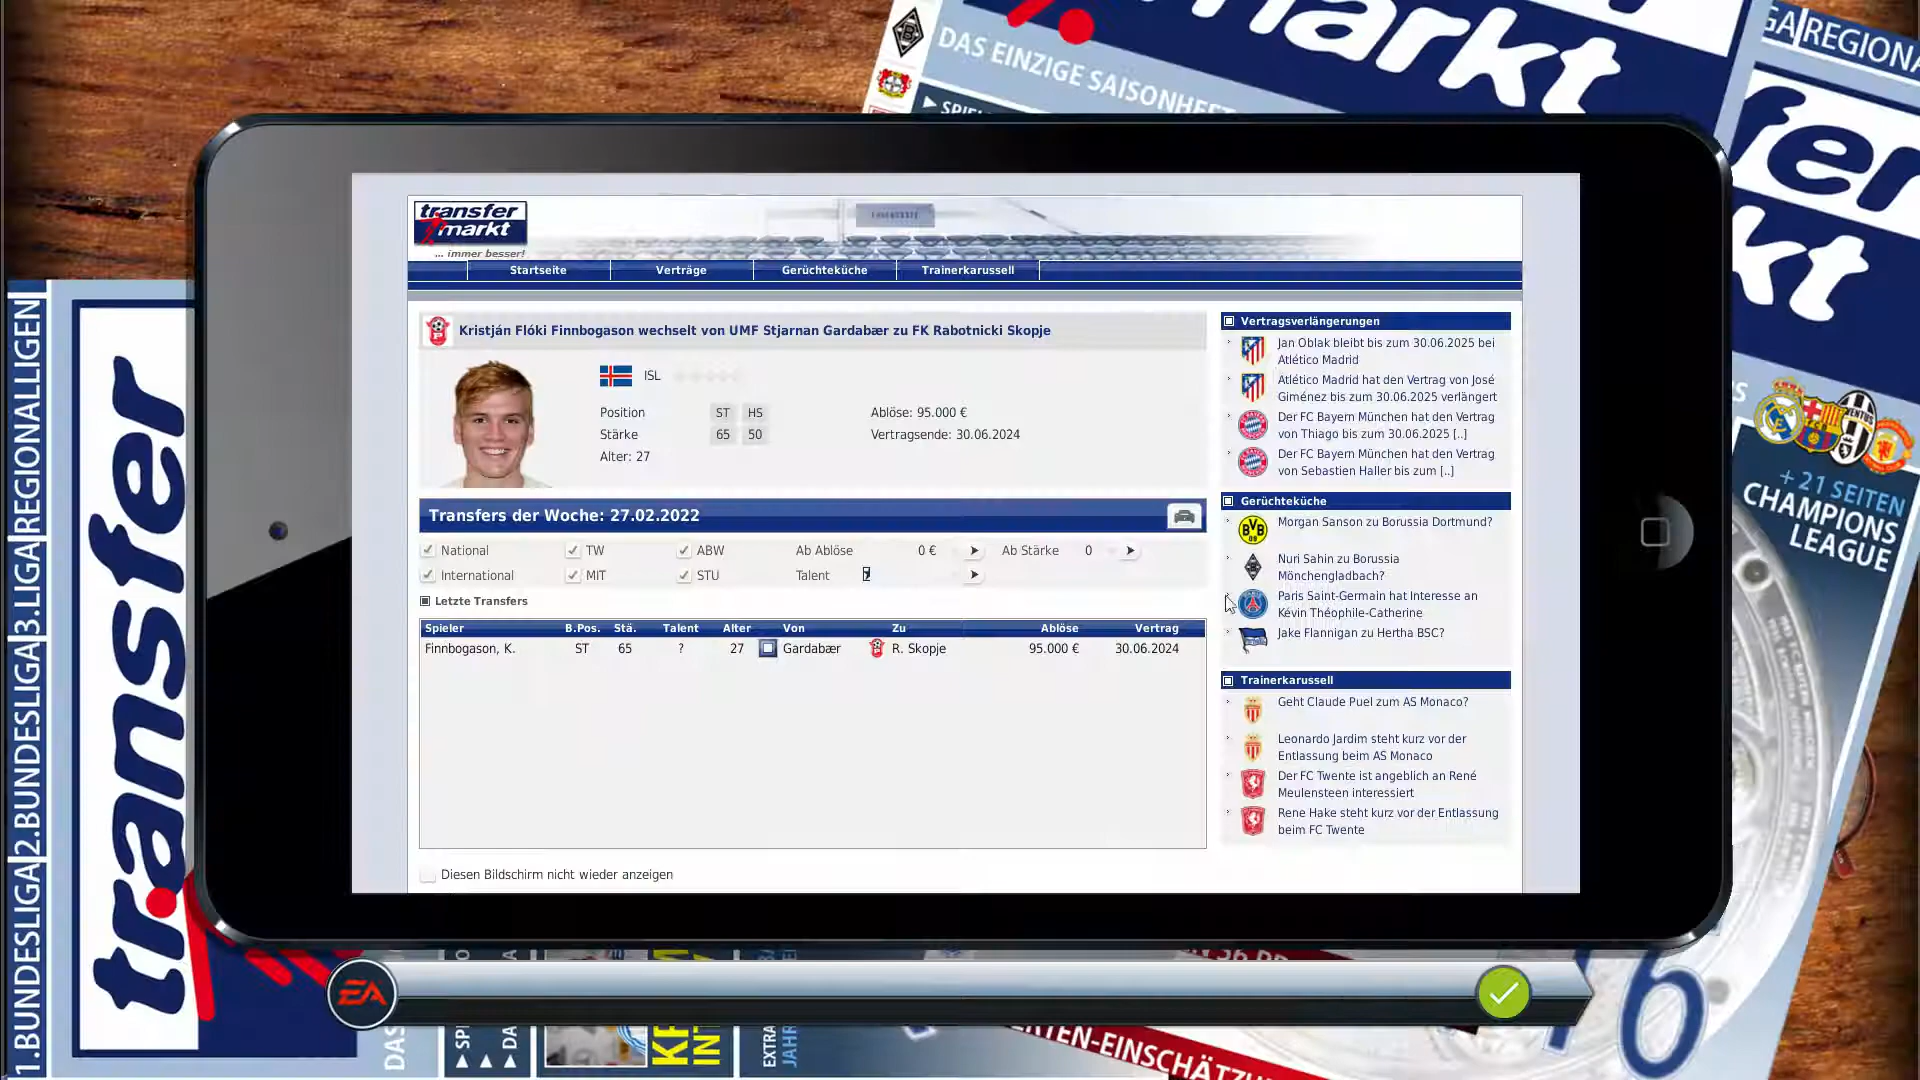 markt
DAS EINZIGE SAISONHEFT
transfer
markt
... immer besser!
Startseite
Verträge
Gerüchteküche
Trainerkarussell
Kristján Flóki Finnbogason wechselt von UMF Stjarnan Gardabær zu FK Rabotnicki Skopje
ISL
Position ST HS
Stärke 65 50
Alter: 27
Ablöse: 95.000 €
Vertragsende: 30.06.2024
Transfers der Woche: 27.02.2022
National TW ABW Ab Ablöse 0 € Ab Stärke 0
International MIT STU Talent ?
Letzte Transfers
Spieler B.Pos. Stä. Talent Alter Von Zu Ablöse Vertrag
Finnbogason, K. ST 65 ? 27 Gardabær R. Skopje 95.000 € 30.06.2024
Diesen Bildschirm nicht wieder anzeigen
Vertragsverlängerungen
Jan Oblak bleibt bis zum 30.06.2025 bei
Atlético Madrid
Atlético Madrid hat den Vertrag von José
Giménez bis zum 30.06.2025 verlängert
Der FC Bayern München hat den Vertrag
von Thiago bis zum 30.06.2025 [..]
Der FC Bayern München hat den Vertrag
von Sebastien Haller bis zum [..]
Gerüchteküche
Morgan Sanson zu Borussia Dortmund?
Nuri Sahin zu Borussia
Mönchengladbach?
Paris Saint-Germain hat Interesse an
Kévin Théophile-Catherine
Jake Flannigan zu Hertha BSC?
Trainerkarussell
Geht Claude Puel zum AS Monaco?
Leonardo Jardim steht kurz vor der
Entlassung beim AS Monaco
Der FC Twente ist angeblich an René
Meulensteen interessiert
Rene Hake steht kurz vor der Entlassung
beim FC Twente
1.BUNDESLIGA|2.BUNDESLIGA|3.LIGA|REGIONALLIGEN
transfer
+ 21 SEITEN
CHAMPIONS
LEAGUE
EA
DAS
EXTRA